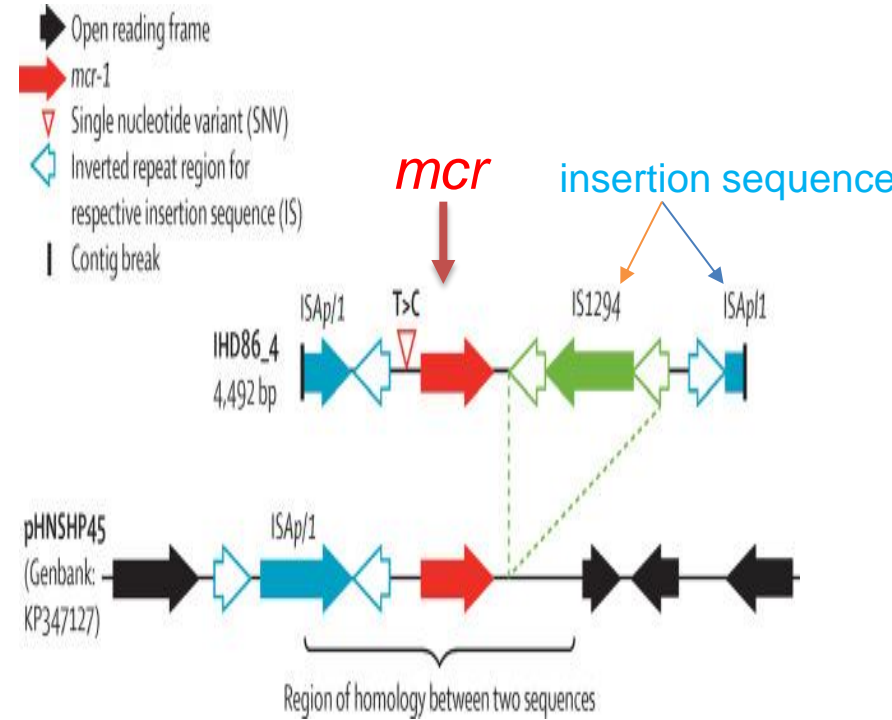 Open reading frame
mcr-1
Single nucleotide variant (SNV)
Inverted repeat region for
respective insertion sequence (IS)
Contig break
mcr
insertion sequence
ISApl1
T>C
IS1294
ISApl1
IHD86_4
4,492 bp
pHNSHP45
(Genbank:
KP347127)
ISApl1
Region of homology between two sequences